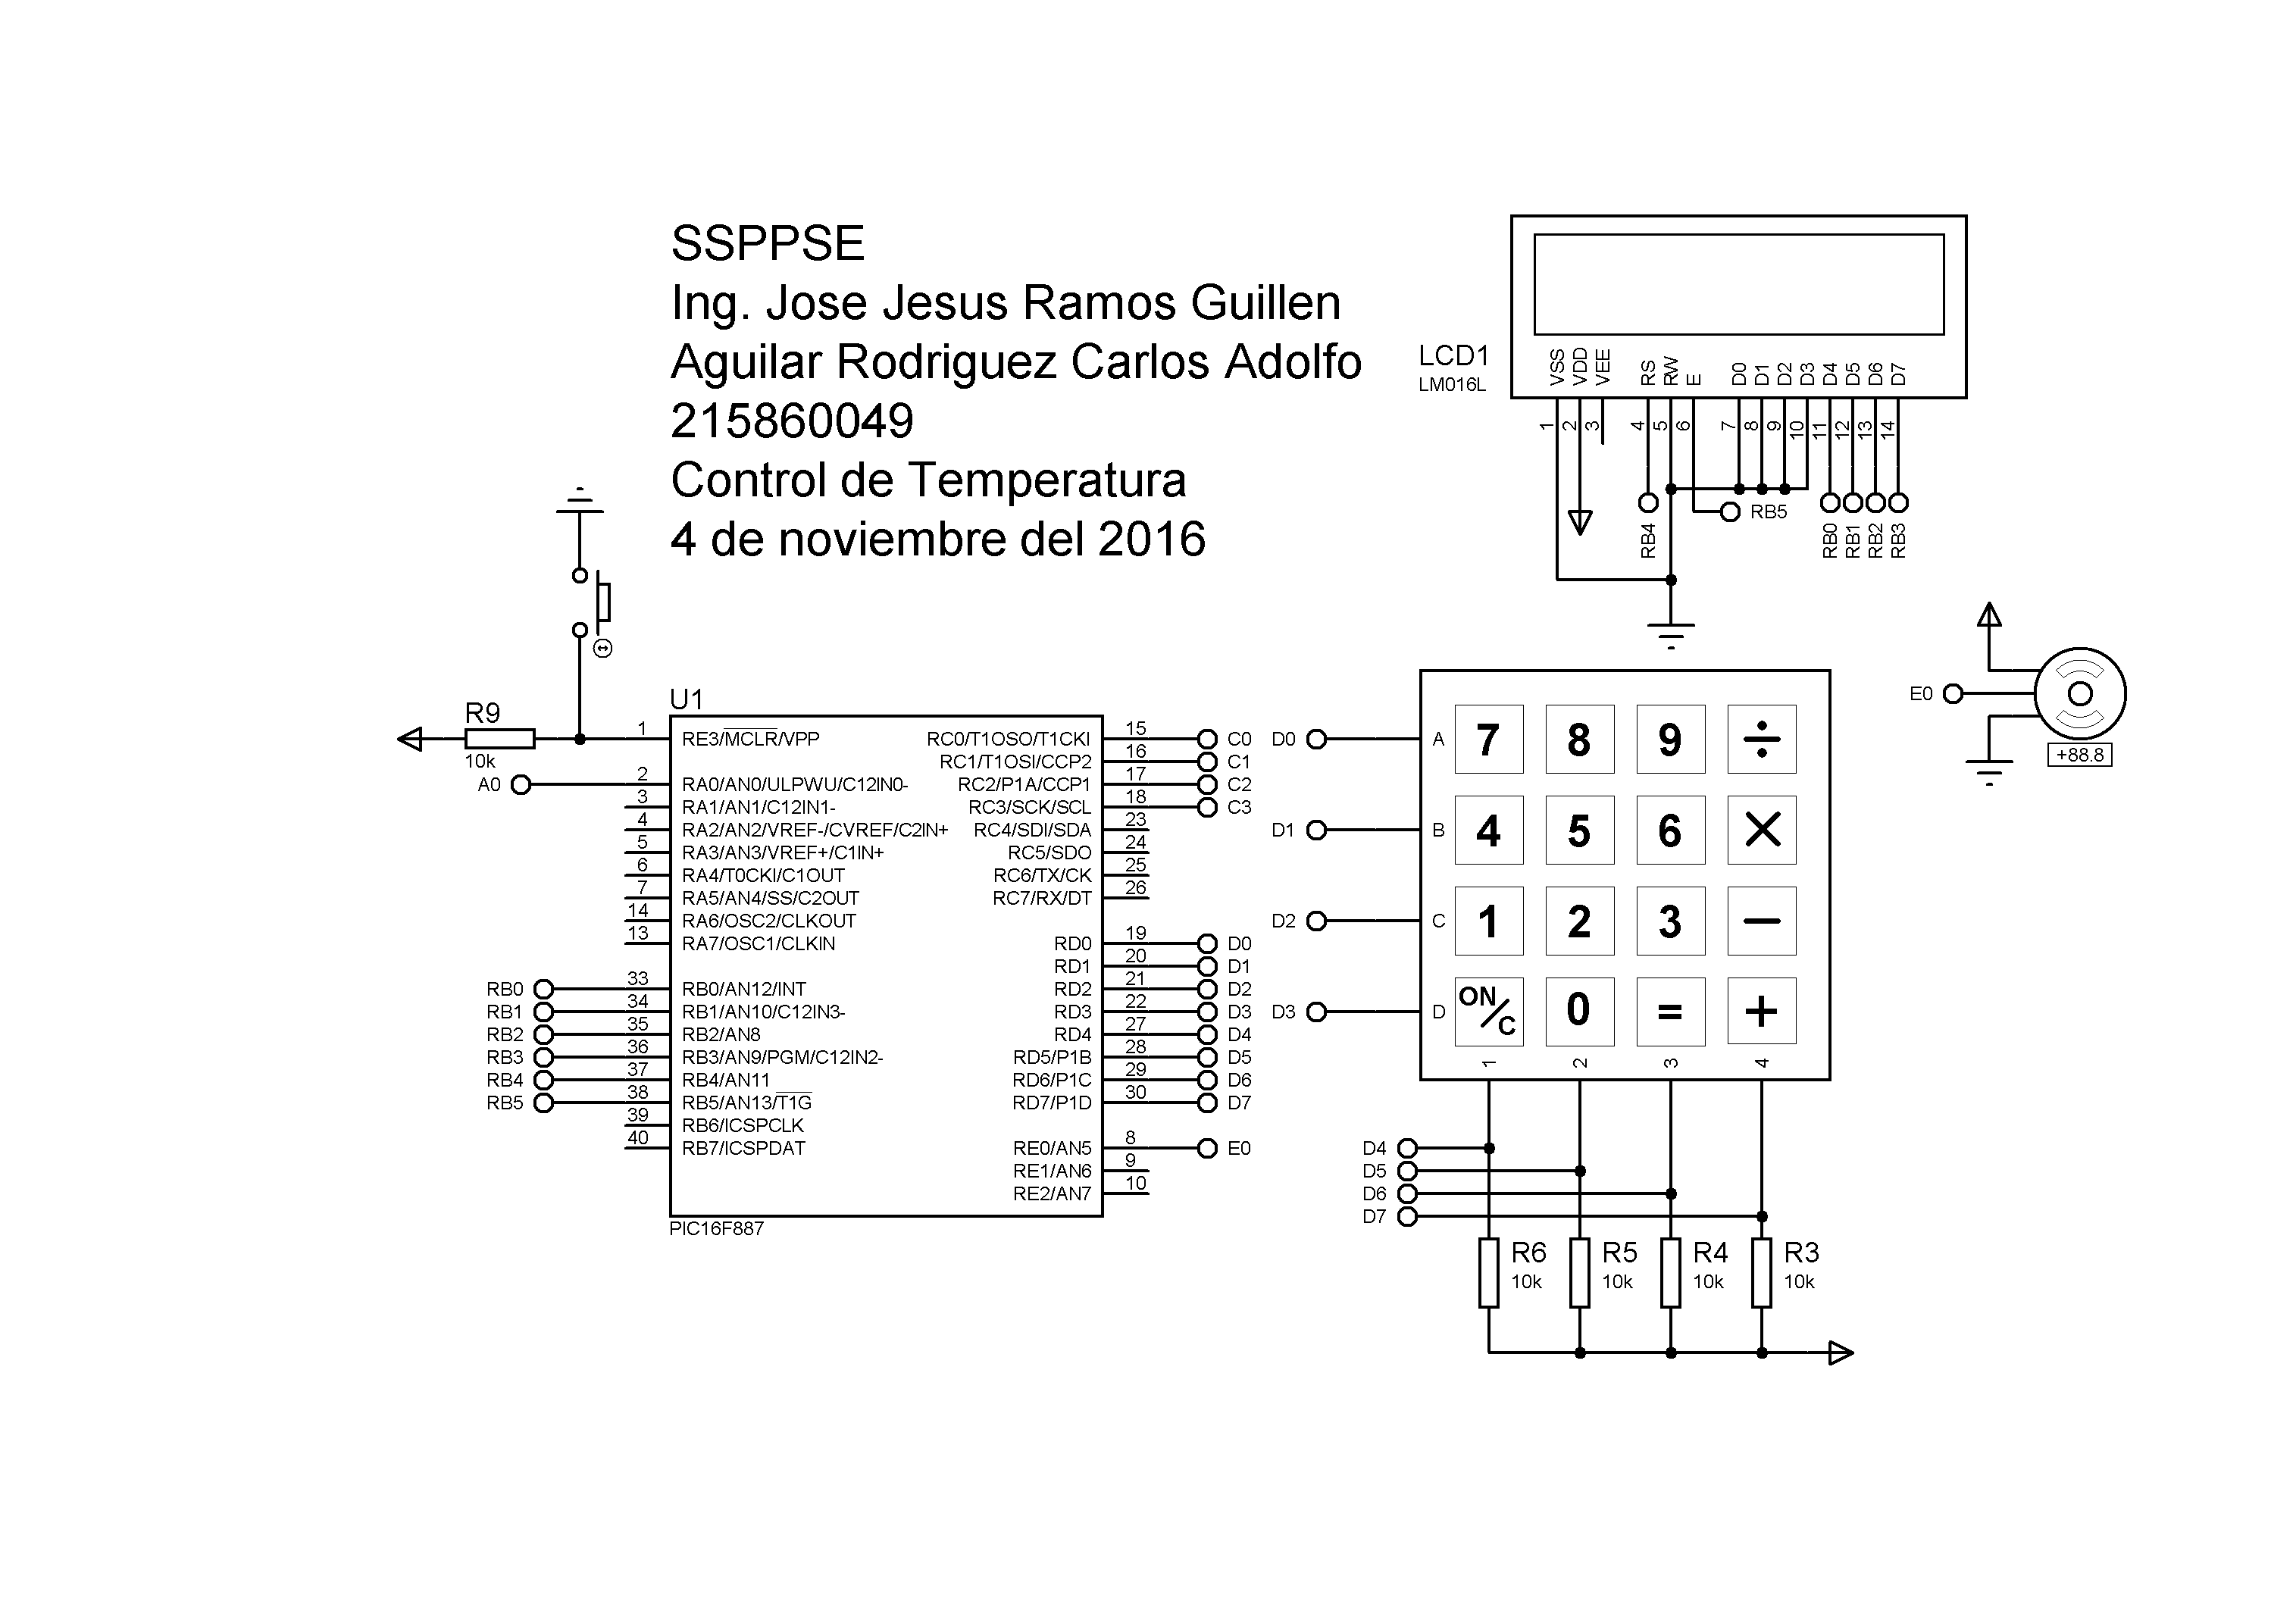 SSPPSE
Ing. Jose Jesus Ramos Guillen
Aguilar Rodriguez Carlos Adolfo
215860049
Control de Temperatura
4 de noviembre del 2016
LCD1
LM016L
VSS VDD VEE RS RW E D0 D1 D2 D3 D4 D5 D6 D7
1 2 3 4 5 6 7 8 9 10 11 12 13 14
RB4 RB5 RB0 RB1 RB2 RB3
R9
10k
A0
U1
1 RE3/MCLR/VPP
2 RA0/AN0/ULPWU/C12IN0-
3 RA1/AN1/C12IN1-
4 RA2/AN2/VREF-/CVREF/C2IN+
5 RA3/AN3/VREF+/C1IN+
6 RA4/T0CKI/C1OUT
7 RA5/AN4/SS/C2OUT
14 RA6/OSC2/CLKOUT
13 RA7/OSC1/CLKIN
RB0 33 RB0/AN12/INT
RB1 34 RB1/AN10/C12IN3-
RB2 35 RB2/AN8
RB3 36 RB3/AN9/PGM/C12IN2-
RB4 37 RB4/AN11
RB5 38 RB5/AN13/T1G
39 RB6/ICSPCLK
40 RB7/ICSPDAT
RC0/T1OSO/T1CKI 15 C0
RC1/T1OSI/CCP2 16 C1
RC2/P1A/CCP1 17 C2
RC3/SCK/SCL 18 C3
RC4/SDI/SDA 23
RC5/SDO 24
RC6/TX/CK 25
RC7/RX/DT 26
RD0 19 D0
RD1 20 D1
RD2 21 D2
RD3 22 D3
RD4 27 D4
RD5/P1B 28 D5
RD6/P1C 29 D6
RD7/P1D 30 D7
RE0/AN5 8 E0
RE1/AN6 9
RE2/AN7 10
PIC16F887
D0 A 7 8 9 ÷
D1 B 4 5 6 ×
D2 C 1 2 3 −
D3 D ON/C 0 = +
1 2 3 4
D4
D5
D6
D7
R6 R5 R4 R3
10k 10k 10k 10k
E0
+88.8